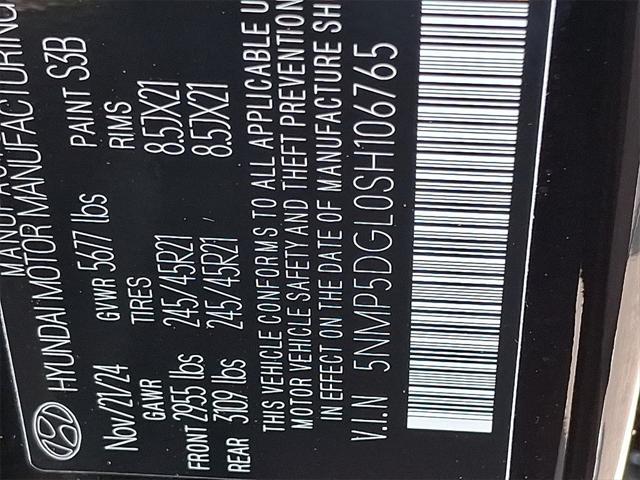 HYUNDAI MOTOR MANUFACTURING
Nov/21/24 GVWR 5677 lbs PAINT S3B
GAWR TIRES RIMS
FRONT 2955 lbs 245/45R21 8.5JX21
REAR 3109 lbs 245/45R21 8.5JX21
THIS VEHICLE CONFORMS TO ALL APPLICABLE
MOTOR VEHICLE SAFETY AND THEFT PREVENTION
IN EFFECT ON THE DATE OF MANUFACTURE SH
V.I.N 5NMP5DGL0SH106765